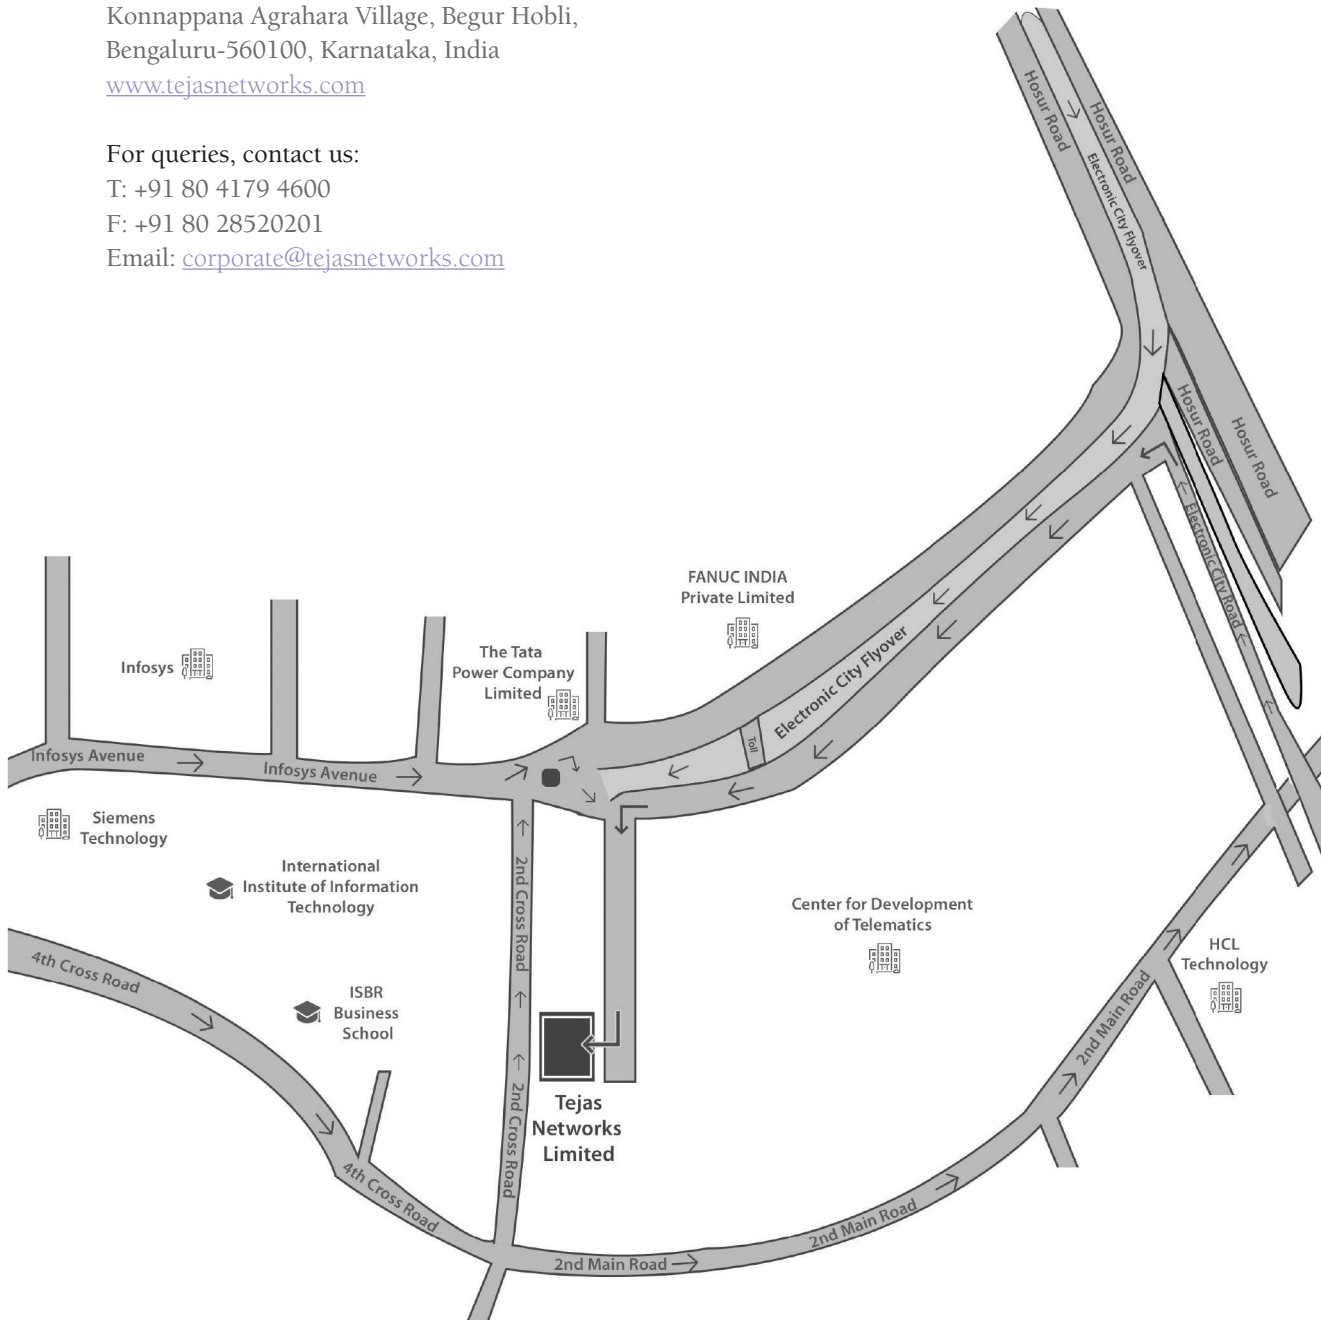 Konnappana Agrahara Village, Begur Hobli,
Bengaluru-560100, Karnataka, India
www.tejasnetworks.com
For queries, contact us:
T: +91 80 4179 4600
F: +91 80 28520201
Email: corporate@tejasnetworks.com
Hosur Road
Hosur Road
Electronic City Flyover
Hosur Road
Hosur Road
Electronic City Road
FANUC INDIA
Private Limited
Electronic City Flyover
Toll
The Tata
Power Company
Limited
Infosys
Infosys Avenue
Infosys Avenue
Siemens
Technology
International
Institute of Information
Technology
2nd Cross Road
Center for Development
of Telematics
HCL
Technology
4th Cross Road
ISBR
Business
School
2nd Main Road
Tejas
Networks
Limited
2nd Cross Road
4th Cross Road
2nd Main Road
2nd Main Road